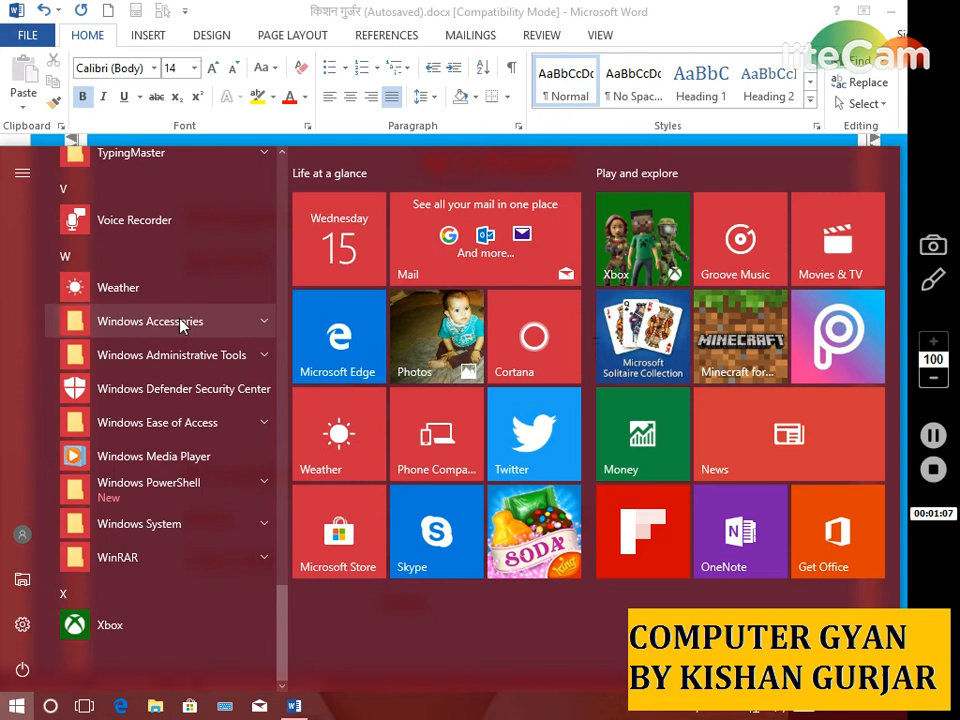 किशन गुर्जर (Autosaved).docx [Compatibility Mode] - Microsoft Word
FILE
HOME
INSERT
DESIGN
PAGE LAYOUT
REFERENCES
MAILINGS
REVIEW
VIEW
liteCam
Paste
Calibri (Body)
14
Aa
B I U abc x₂ x²
AaBbCcDc
¶ Normal
AaBbCcDc
¶ No Spac...
AaBbC
Heading 1
AaBbCcD
Heading 2
Replace
Select
Clipboard
Font
Paragraph
Styles
Editing
TypingMaster
V
Voice Recorder
W
Weather
Windows Accessories
Windows Administrative Tools
Windows Defender Security Center
Windows Ease of Access
Windows Media Player
Windows PowerShell
New
Windows System
WinRAR
X
Xbox
Life at a glance
Wednesday
15
See all your mail in one place
And more...
Mail
Microsoft Edge
Photos
Cortana
Weather
Phone Compa...
Twitter
Microsoft Store
Skype
SODA
Play and explore
Xbox
Groove Music
Movies & TV
Microsoft
Solitaire Collection
MINECRAFT
Minecraft for...
Money
News
OneNote
Get Office
100
00:01:07
COMPUTER GYAN
BY KISHAN GURJAR